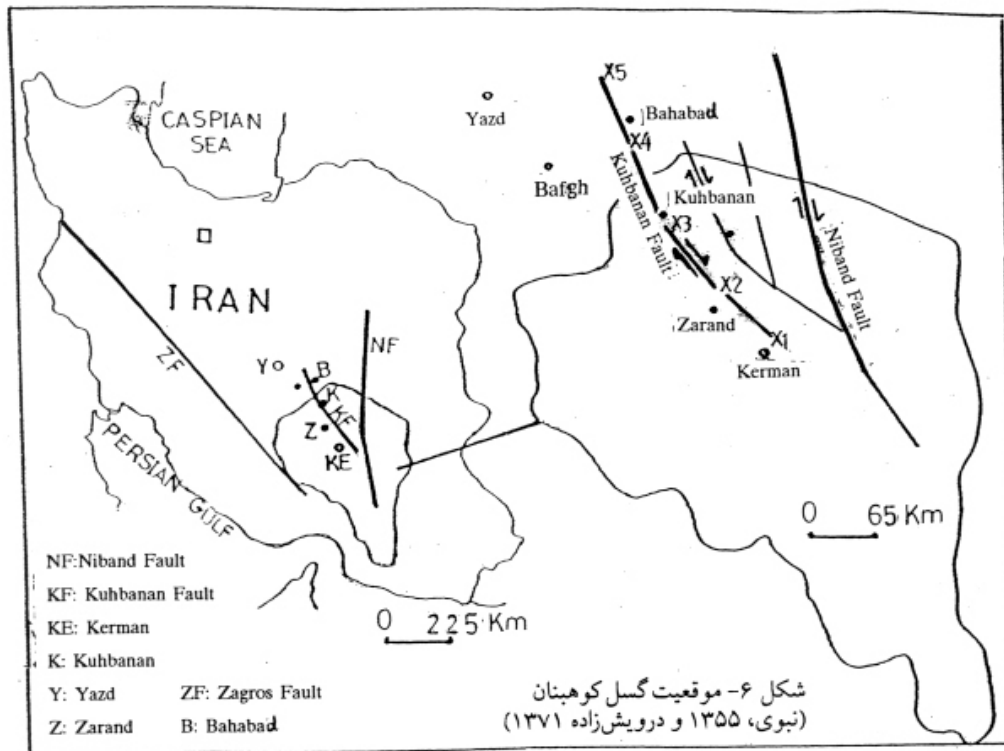 CASPIAN
SEA
IRAN
ZF
NF
Y
B
K
KF
Z
KE
PERSIAN GULF
0 225 Km
Yazd
Bafgh
X5
Bahabad
X4
Kuhbanan
X3
Kuhbanan Fault
X2
Zarand
X1
Kerman
Niband Fault
0 65 Km
NF:Niband Fault
KF: Kuhbanan Fault
KE: Kerman
K: Kuhbanan
Y: Yazd ZF: Zagros Fault
Z: Zarand B: Bahabad
شکل ۶- موقعیت گسل کوهبنان
(نبوی، ۱۳۵۵ و درویش‌زاده ۱۳۷۱)